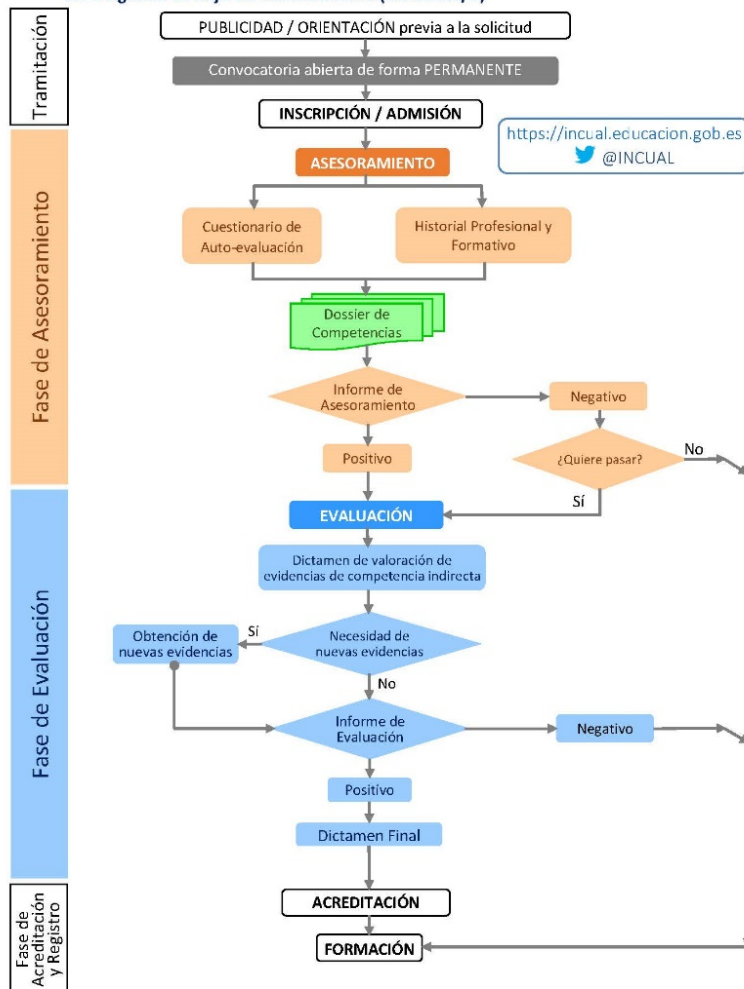 PUBLICIDAD / ORIENTACIÓN previa a la solicitud
Convocatoria abierta de forma PERMANENTE
INSCRIPCIÓN / ADMISIÓN
Tramitación
https://incual.educacion.gob.es
@INCUAL
ASESORAMIENTO
Cuestionario de
Auto-evaluación
Historial Profesional y
Formativo
Dossier de
Competencias
Informe de
Asesoramiento
Negativo
Positivo
¿Quiere pasar?
No
Sí
Fase de Asesoramiento
EVALUACIÓN
Dictamen de valoración de
evidencias de competencia indirecta
Obtención de
nuevas evidencias
Sí
Necesidad de
nuevas evidencias
No
Informe de
Evaluación
Negativo
Positivo
Dictamen Final
Fase de Evaluación
ACREDITACIÓN
FORMACIÓN
Fase de
Acreditación
y Registro